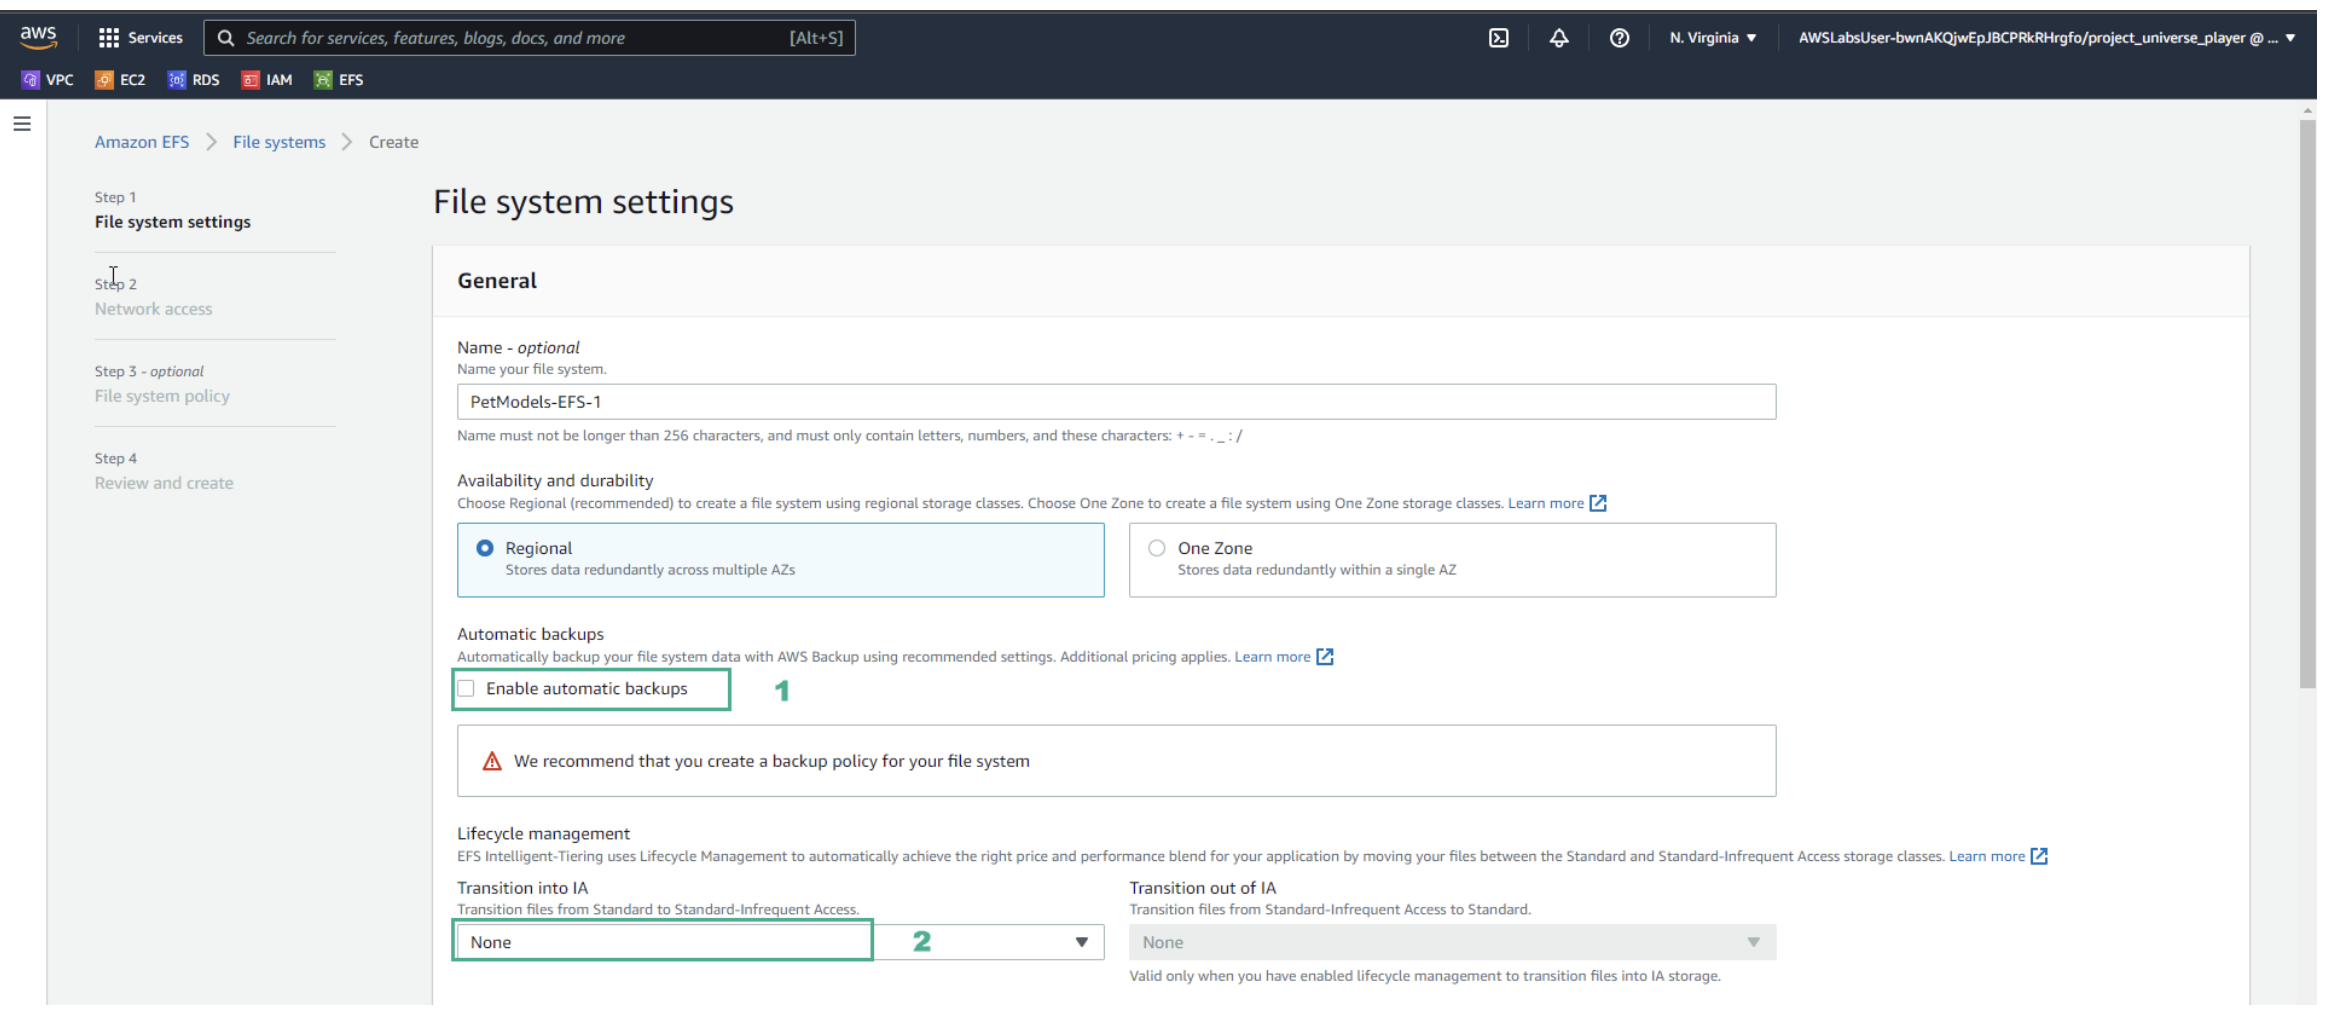 aws
Services
Search for services, features, blogs, docs, and more [Alt+S]
N. Virginia ▼
AWSLabsUser-bwnAKQjwEpJBCPRkRHrgfo/project_universe_player @ ... ▼
VPC EC2 RDS IAM EFS
Amazon EFS > File systems > Create
Step 1
File system settings
Step 2
Network access
Step 3 - optional
File system policy
Step 4
Review and create
File system settings
General
Name - optional
Name your file system.
PetModels-EFS-1
Name must not be longer than 256 characters, and must only contain letters, numbers, and these characters: + - = . _ : /
Availability and durability
Choose Regional (recommended) to create a file system using regional storage classes. Choose One Zone to create a file system using One Zone storage classes. Learn more
Regional
Stores data redundantly across multiple AZs
One Zone
Stores data redundantly within a single AZ
Automatic backups
Automatically backup your file system data with AWS Backup using recommended settings. Additional pricing applies. Learn more
Enable automatic backups
1
We recommend that you create a backup policy for your file system
Lifecycle management
EFS Intelligent-Tiering uses Lifecycle Management to automatically achieve the right price and performance blend for your application by moving your files between the Standard and Standard-Infrequent Access storage classes. Learn more
Transition into IA
Transition files from Standard to Standard-Infrequent Access.
None
2
Transition out of IA
Transition files from Standard-Infrequent Access to Standard.
None
Valid only when you have enabled lifecycle management to transition files into IA storage.